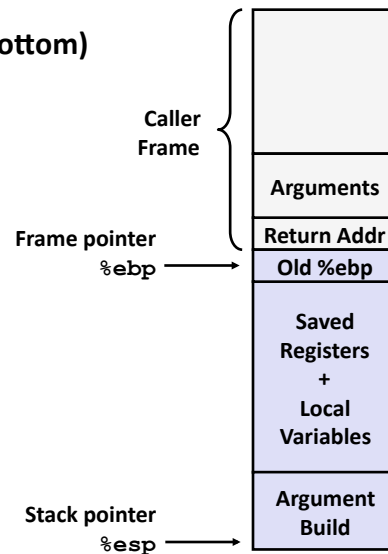 ottom)
Caller
Frame
Arguments
Return Addr
Frame pointer
%ebp
Old %ebp
Saved
Registers
+
Local
Variables
Argument
Build
Stack pointer
%esp